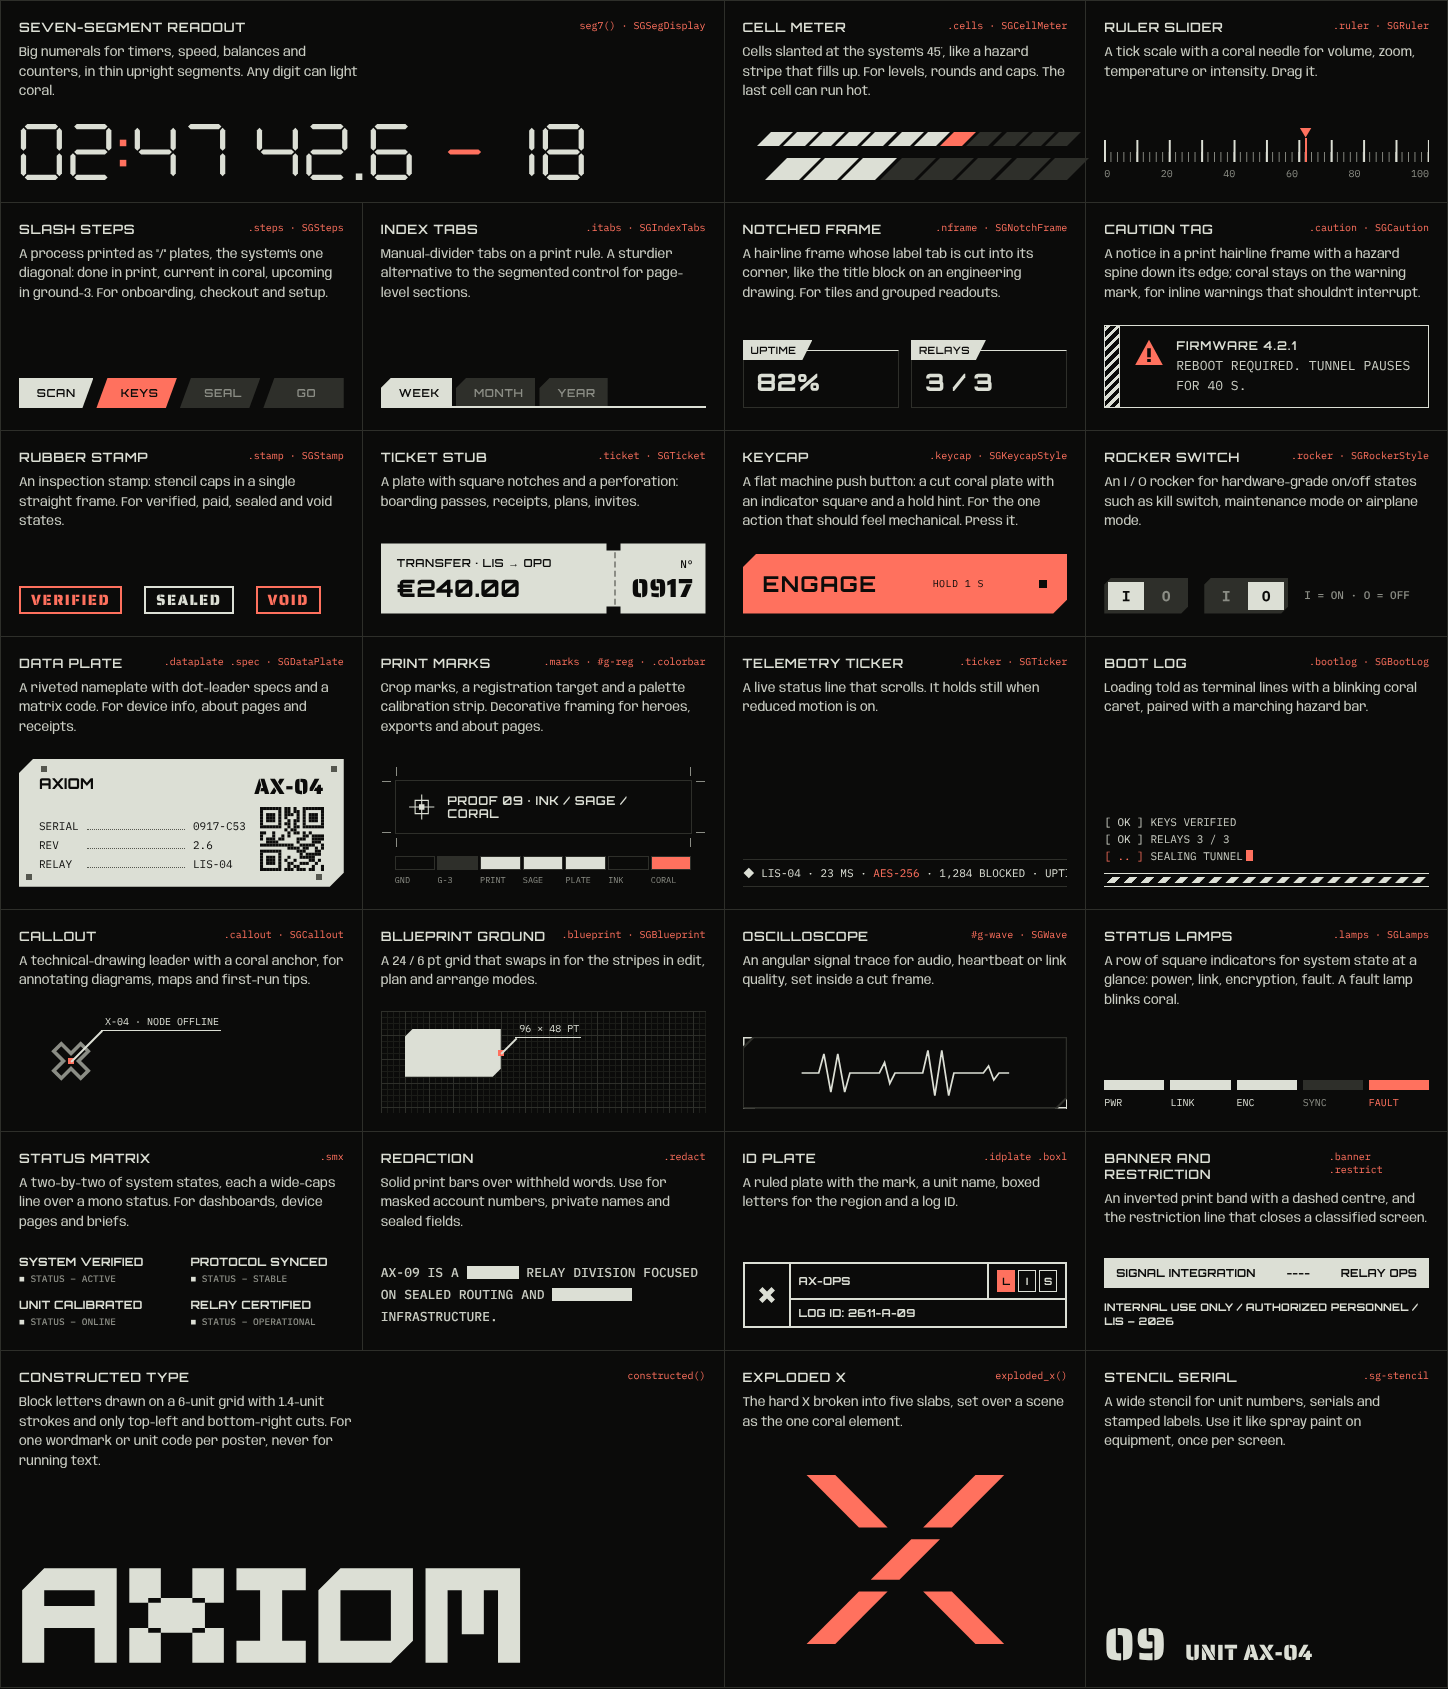 SEVEN-SEGMENT READOUT
seg7() · SGSegDisplay
Big numerals for timers, speed, balances and
counters, in thin upright segments. Any digit can light
coral.
02:47 42.6 – 18
CELL METER
.cells · SGCellMeter
Cells slanted at the system's 45°, like a hazard
stripe that fills up. For levels, rounds and caps. The
last cell can run hot.
RULER SLIDER
.ruler · SGRuler
A tick scale with a coral needle for volume, zoom,
temperature or intensity. Drag it.
0 20 40 60 80 100
SLASH STEPS
.steps · SGSteps
A process printed as "/" plates, the system's one
diagonal: done in print, current in coral, upcoming
in ground-3. For onboarding, checkout and setup.
SCAN KEYS SEAL GO
INDEX TABS
.itabs · SGIndexTabs
Manual-divider tabs on a print rule. A sturdier
alternative to the segmented control for page-
level sections.
WEEK MONTH YEAR
NOTCHED FRAME
.nframe · SGNotchFrame
A hairline frame whose label tab is cut into its
corner, like the title block on an engineering
drawing. For tiles and grouped readouts.
UPTIME
82%
RELAYS
3 / 3
CAUTION TAG
.caution · SGCaution
A notice in a print hairline frame with a hazard
spine down its edge; coral stays on the warning
mark, for inline warnings that shouldn't interrupt.
FIRMWARE 4.2.1
REBOOT REQUIRED. TUNNEL PAUSES
FOR 40 S.
RUBBER STAMP
.stamp · SGStamp
An inspection stamp: stencil caps in a single
straight frame. For verified, paid, sealed and void
states.
VERIFIED SEALED VOID
TICKET STUB
.ticket · SGTicket
A plate with square notches and a perforation:
boarding passes, receipts, plans, invites.
TRANSFER · LIS → OPO
€240.00
N°
0917
KEYCAP
.keycap · SGKeycapStyle
A flat machine push button: a cut coral plate with
an indicator square and a hold hint. For the one
action that should feel mechanical. Press it.
ENGAGE HOLD 1 S
ROCKER SWITCH
.rocker · SGRockerStyle
An I / O rocker for hardware-grade on/off states
such as kill switch, maintenance mode or airplane
mode.
I O I O I = ON · O = OFF
DATA PLATE
.dataplate .spec · SGDataPlate
A riveted nameplate with dot-leader specs and a
matrix code. For device info, about pages and
receipts.
AXIOM
AX-04
SERIAL 0917-C53
REV 2.6
RELAY LIS-04
PRINT MARKS
.marks · #g-reg · .colorbar
Crop marks, a registration target and a palette
calibration strip. Decorative framing for heroes,
exports and about pages.
PROOF 09 · INK / SAGE /
CORAL
GND G-3 PRINT SAGE PLATE INK CORAL
TELEMETRY TICKER
.ticker · SGTicker
A live status line that scrolls. It holds still when
reduced motion is on.
◆ LIS-04 · 23 MS · AES-256 · 1,284 BLOCKED · UPTI
BOOT LOG
.bootlog · SGBootLog
Loading told as terminal lines with a blinking coral
caret, paired with a marching hazard bar.
[ OK ] KEYS VERIFIED
[ OK ] RELAYS 3 / 3
[ .. ] SEALING TUNNEL
CALLOUT
.callout · SGCallout
A technical-drawing leader with a coral anchor, for
annotating diagrams, maps and first-run tips.
X-04 · NODE OFFLINE
BLUEPRINT GROUND
.blueprint · SGBlueprint
A 24 / 6 pt grid that swaps in for the stripes in edit,
plan and arrange modes.
96 × 48 PT
OSCILLOSCOPE
#g-wave · SGWave
An angular signal trace for audio, heartbeat or link
quality, set inside a cut frame.
STATUS LAMPS
.lamps · SGLamps
A row of square indicators for system state at a
glance: power, link, encryption, fault. A fault lamp
blinks coral.
PWR LINK ENC SYNC FAULT
STATUS MATRIX
.smx
A two-by-two of system states, each a wide-caps
line over a mono status. For dashboards, device
pages and briefs.
SYSTEM VERIFIED
■ STATUS – ACTIVE
PROTOCOL SYNCED
■ STATUS – STABLE
UNIT CALIBRATED
■ STATUS – ONLINE
RELAY CERTIFIED
■ STATUS – OPERATIONAL
REDACTION
.redact
Solid print bars over withheld words. Use for
masked account numbers, private names and
sealed fields.
AX-09 IS A RELAY DIVISION FOCUSED
ON SEALED ROUTING AND
INFRASTRUCTURE.
ID PLATE
.idplate .boxl
A ruled plate with the mark, a unit name, boxed
letters for the region and a log ID.
AX-OPS L I S
LOG ID: 2611-A-09
BANNER AND
RESTRICTION
.banner
.restrict
An inverted print band with a dashed centre, and
the restriction line that closes a classified screen.
SIGNAL INTEGRATION ---- RELAY OPS
INTERNAL USE ONLY / AUTHORIZED PERSONNEL /
LIS – 2026
CONSTRUCTED TYPE
constructed()
Block letters drawn on a 6-unit grid with 1.4-unit
strokes and only top-left and bottom-right cuts. For
one wordmark or unit code per poster, never for
running text.
AXIOM
EXPLODED X
exploded_x()
The hard X broken into five slabs, set over a scene
as the one coral element.
X
STENCIL SERIAL
.sg-stencil
A wide stencil for unit numbers, serials and
stamped labels. Use it like spray paint on
equipment, once per screen.
09 UNIT AX-04